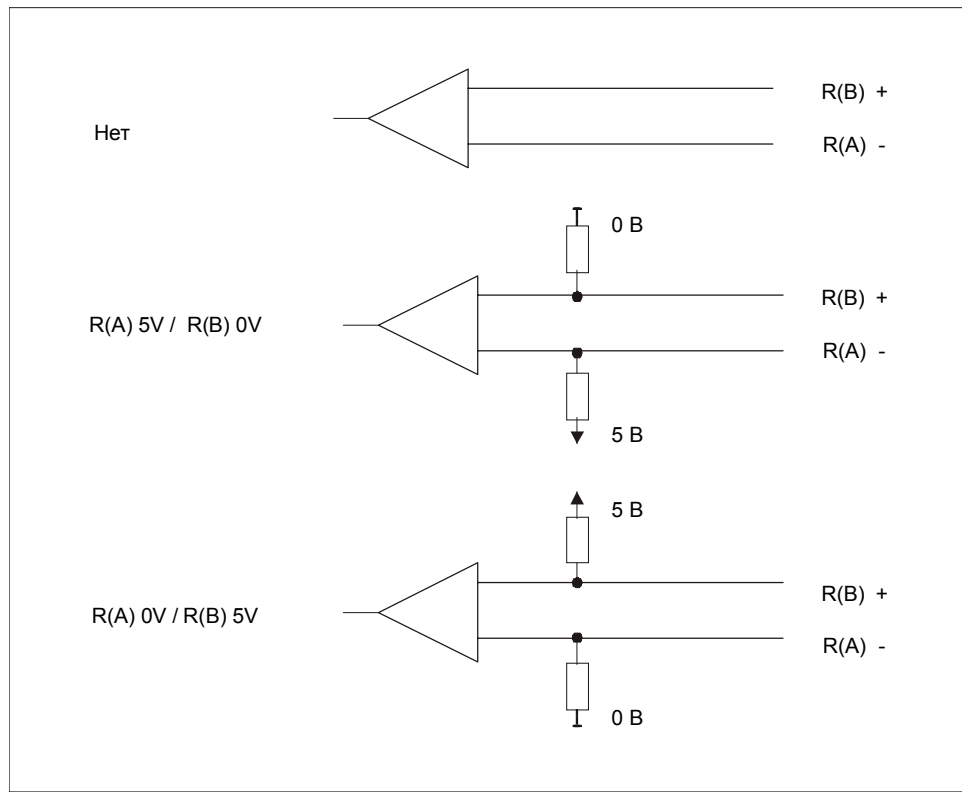 R(B) +
Нет
R(A) -
0 В
R(B) +
R(A) 5V / R(B) 0V
R(A) -
5 В
5 В
R(B) +
R(A) 0V / R(B) 5V
R(A) -
0 В